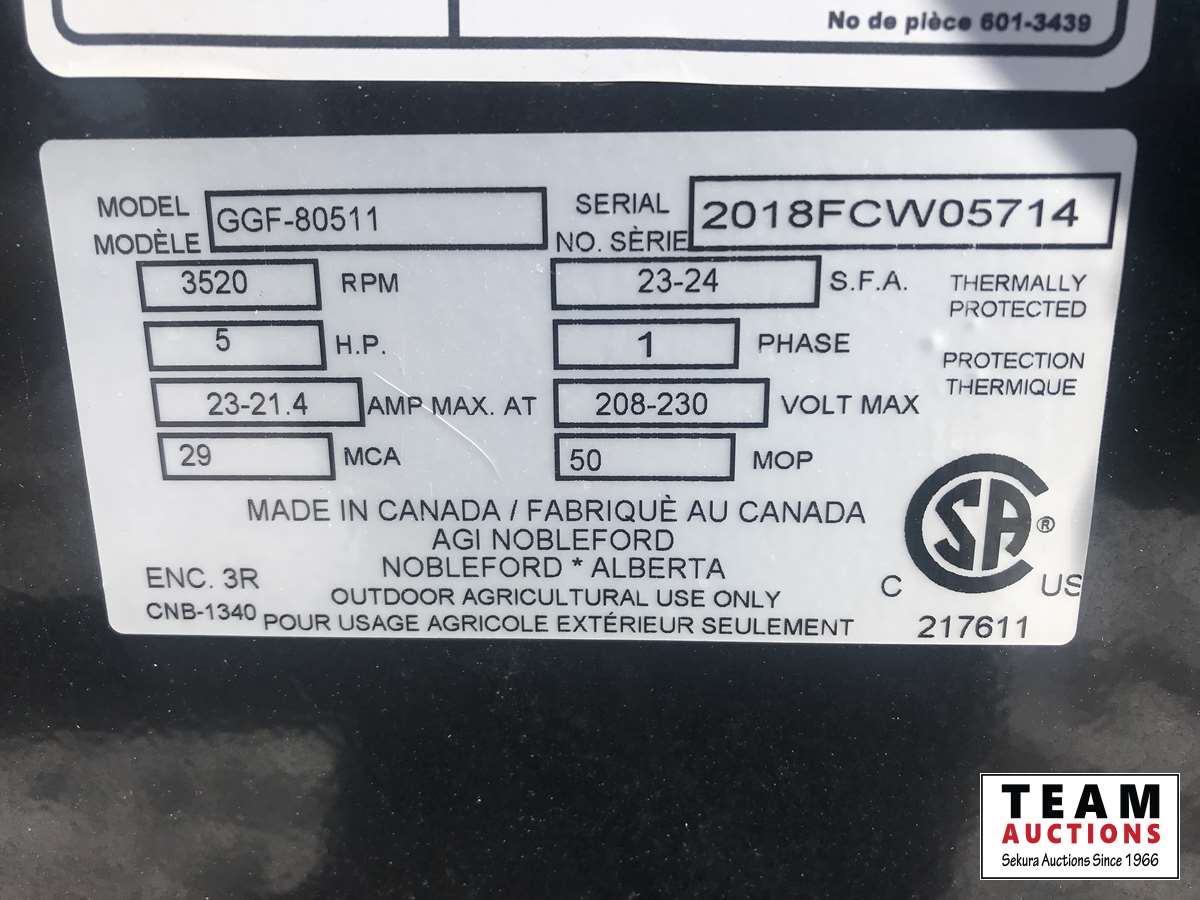 No de pièce 601-3439
MODEL GGF-80511 SERIAL 2018FCW05714
MODÈLE NO. SÈRIE
3520 RPM 23-24 S.F.A. THERMALLY
PROTECTED
5 H.P. 1 PHASE PROTECTION
THERMIQUE
23-21.4 AMP MAX. AT 208-230 VOLT MAX
29 MCA 50 MOP
MADE IN CANADA / FABRIQUÈ AU CANADA
AGI NOBLEFORD
NOBLEFORD * ALBERTA
ENC. 3R
OUTDOOR AGRICULTURAL USE ONLY
CNB-1340
POUR USAGE AGRICOLE EXTÉRIEUR SEULEMENT
C SA ® US
217611
TEAM
AUCTIONS
Sekura Auctions Since 1966